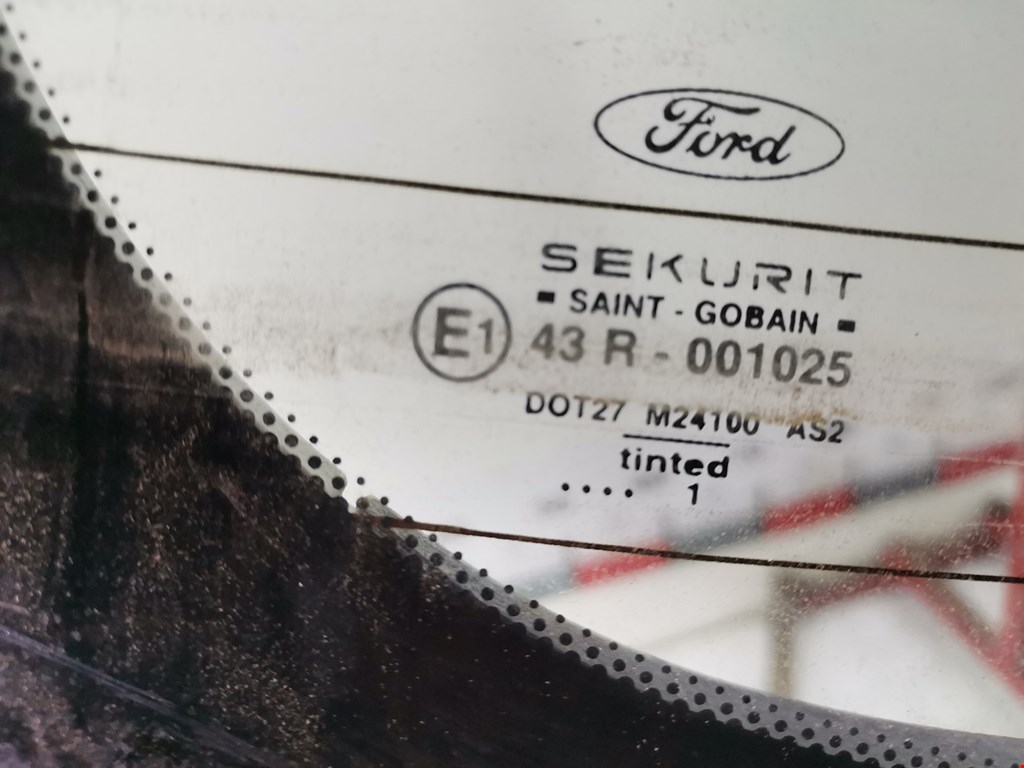 Ford
SEKURIT
SAINT - GOBAIN
E1 43 R - 001025
DOT27 M24100 AS2
tinted
.... 1